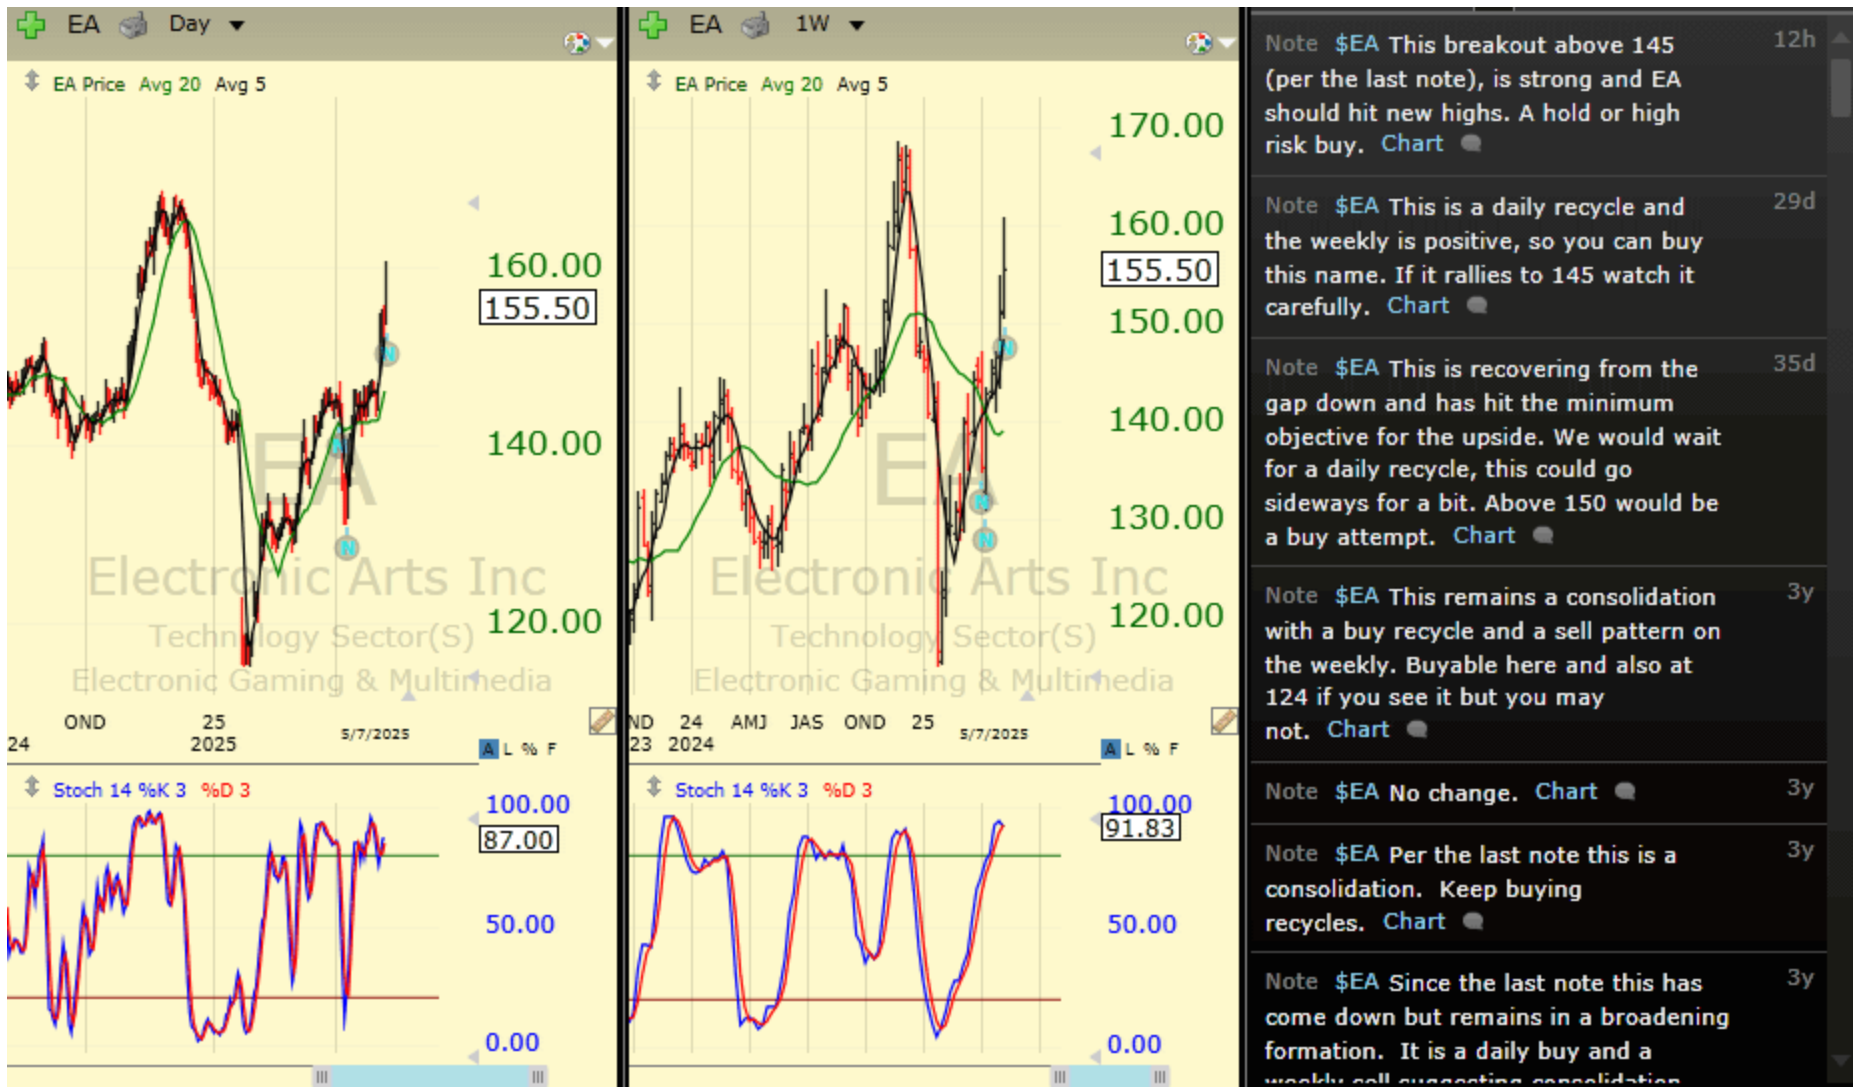 EA Day
EA Price Avg 20 Avg 5
160.00
155.50
140.00
120.00
EA
Electronic Arts Inc
Technology Sector(S)
Electronic Gaming & Multimedia
N
N
N
OND 25
24 2025 5/7/2025
A L % F
Stoch 14 %K 3 %D 3
100.00
87.00
50.00
0.00
EA 1W
EA Price Avg 20 Avg 5
170.00
160.00
155.50
150.00
140.00
130.00
120.00
EA
Electronic Arts Inc
Technology Sector(S)
Electronic Gaming & Multimedia
N
N
N
ND 24 AMJ JAS OND 25
23 2024 5/7/2025
A L % F
Stoch 14 %K 3 %D 3
100.00
91.83
50.00
0.00
Note $EA This breakout above 145 12h
(per the last note), is strong and EA
should hit new highs. A hold or high
risk buy. Chart
Note $EA This is a daily recycle and 29d
the weekly is positive, so you can buy
this name. If it rallies to 145 watch it
carefully. Chart
Note $EA This is recovering from the 35d
gap down and has hit the minimum
objective for the upside. We would wait
for a daily recycle, this could go
sideways for a bit. Above 150 would be
a buy attempt. Chart
Note $EA This remains a consolidation 3y
with a buy recycle and a sell pattern on
the weekly. Buyable here and also at
124 if you see it but you may
not. Chart
Note $EA No change. Chart 3y
Note $EA Per the last note this is a 3y
consolidation. Keep buying
recycles. Chart
Note $EA Since the last note this has 3y
come down but remains in a broadening
formation. It is a daily buy and a
weekly sell suggesting consolidation